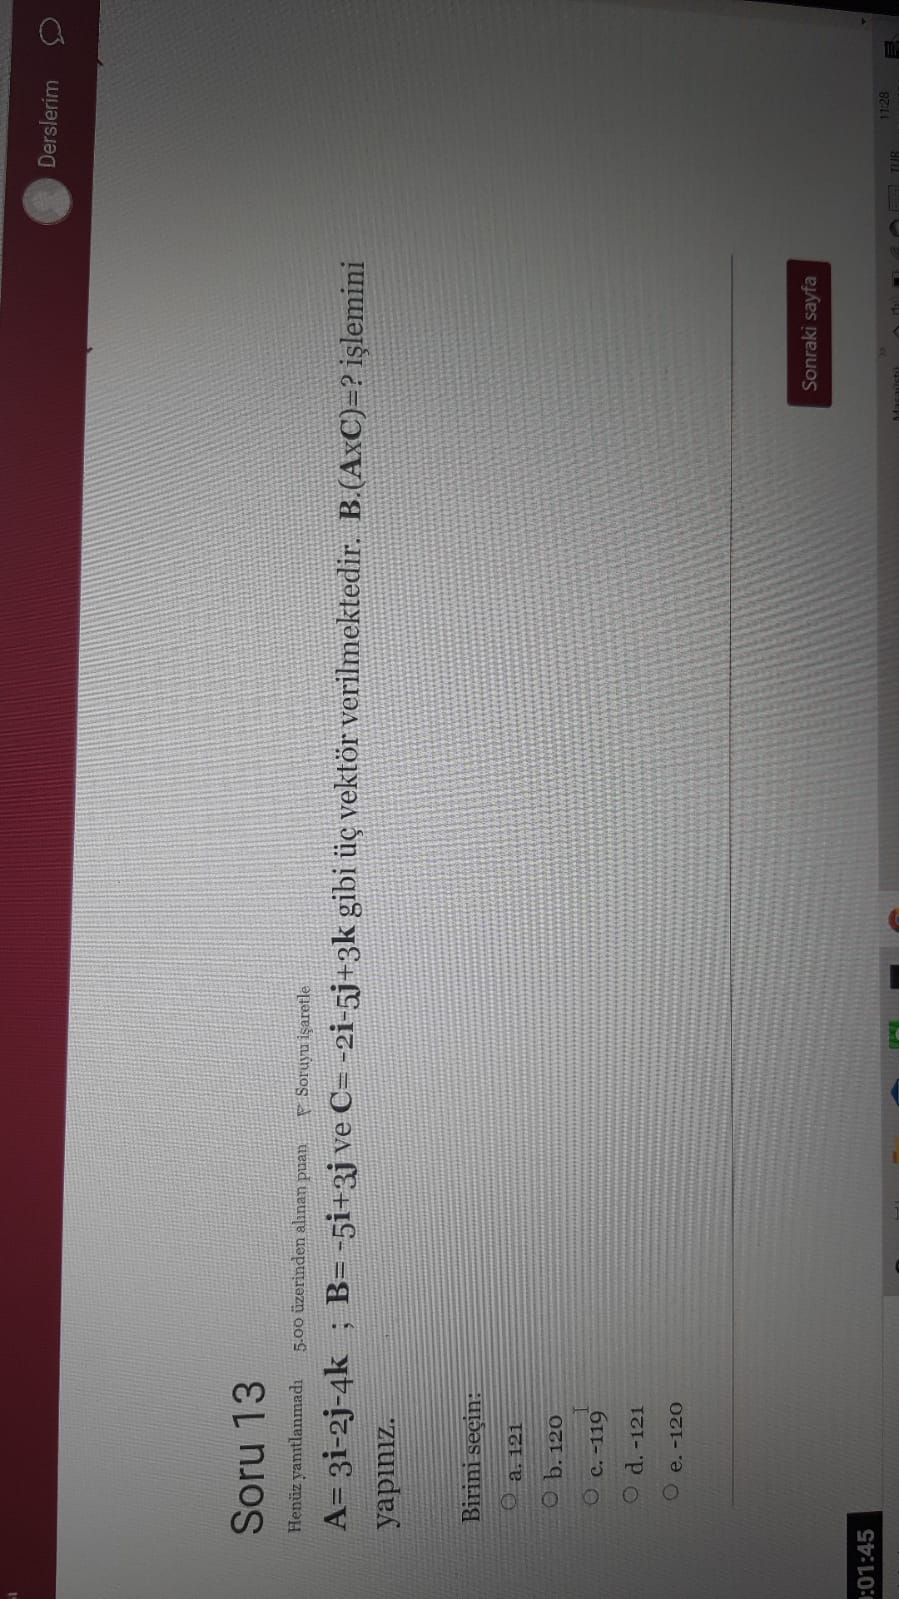 Derslerim
Soru 13
Henüz yanıtlanmadı 5.00 üzerinden alınan puan Soruyu işaretle
A= 3i-2j-4k ; B= -5i+3j ve C= -2i-5j+3k gibi üç vektör verilmektedir. B.(AxC)=? işlemini
yapınız.
Birini seçin:
a. 121
b. 120
c. -119
d. -121
e. -120
Sonraki sayfa
:01:45
TUR
11:28